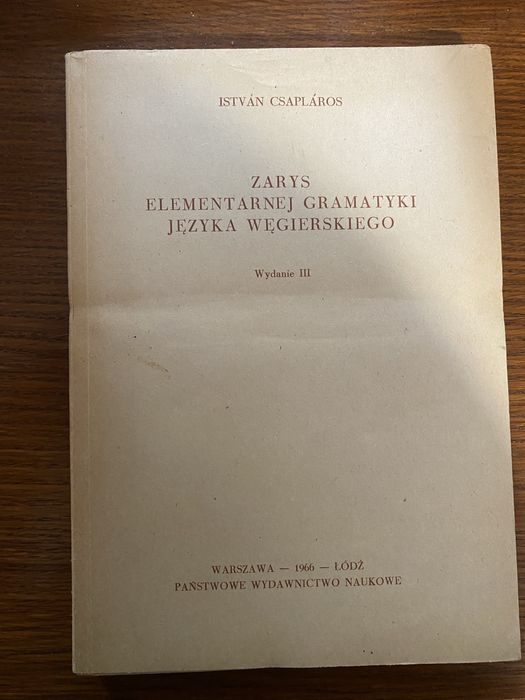 ISTVÁN CSAPLÁROS
ZARYS
ELEMENTARNEJ GRAMATYKI
JĘZYKA WĘGIERSKIEGO
Wydanie III
WARSZAWA — 1966 — ŁÓDŹ
PAŃSTWOWE WYDAWNICTWO NAUKOWE